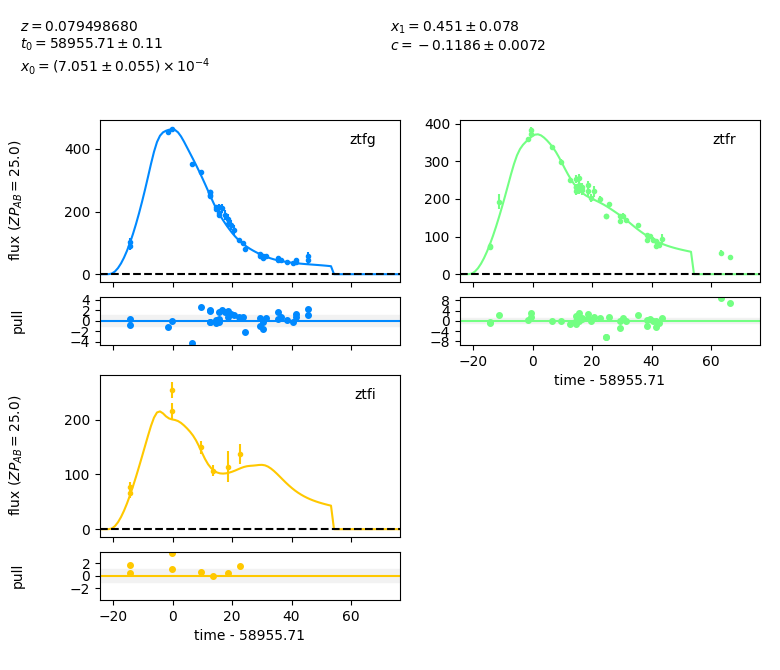 z = 0.079498680
t₀ = 58955.71 ± 0.11
x₀ = (7.051 ± 0.055) × 10⁻⁴
x₁ = 0.451 ± 0.078
c = −0.1186 ± 0.0072
flux (ZP_AB = 25.0)
400
200
0
ztfg
pull
4
2
0
−2
−4
400
300
200
100
0
ztfr
8
4
0
−4
−8
−20 0 20 40 60
time - 58955.71
flux (ZP_AB = 25.0)
200
100
0
ztfi
pull
2
0
−2
−20 0 20 40 60
time - 58955.71